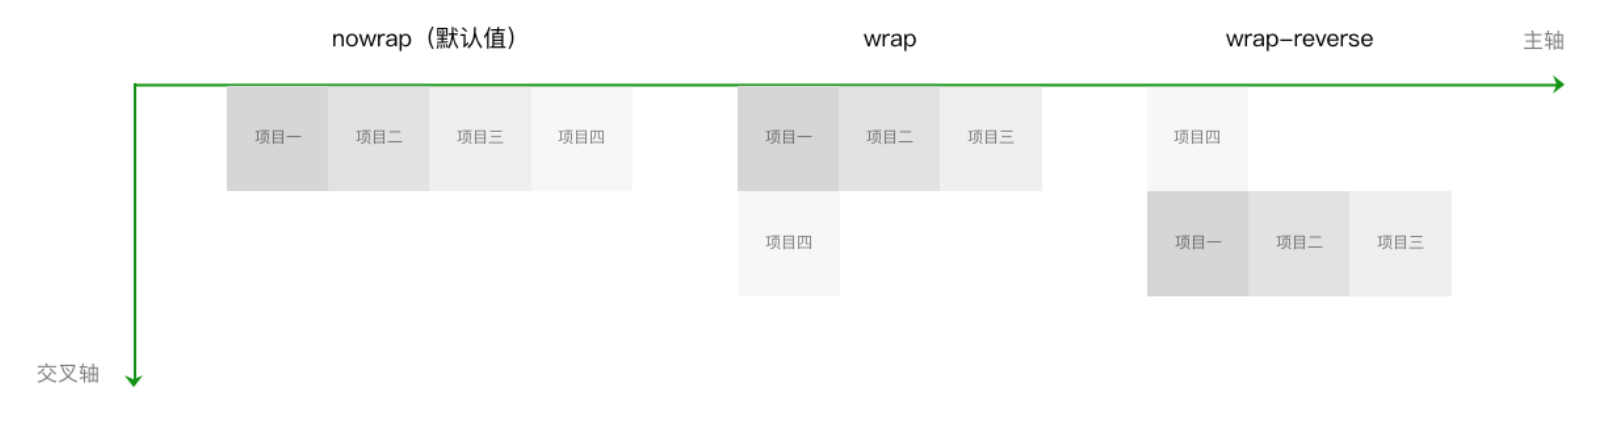 nowrap（默认值）
wrap
wrap-reverse
主轴
项目一 项目二 项目三 项目四
项目一 项目二 项目三
项目四
项目四
项目一 项目二 项目三
交叉轴